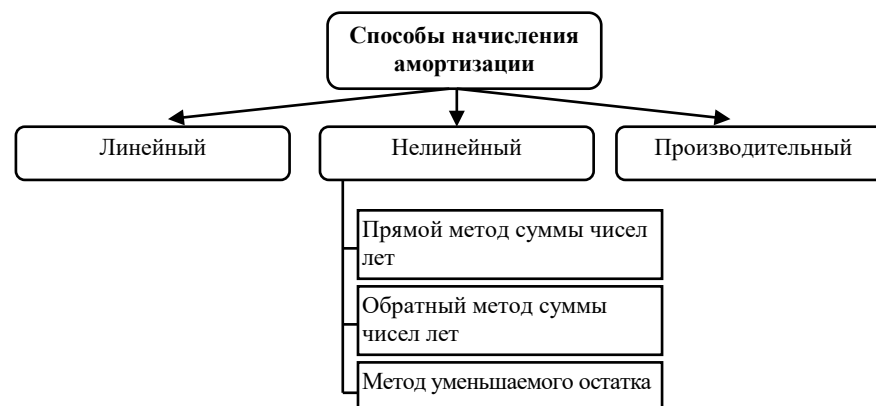 Способы начисления
амортизации
Линейный
Нелинейный
Производительный
Прямой метод суммы чисел
лет
Обратный метод суммы
чисел лет
Метод уменьшаемого остатка